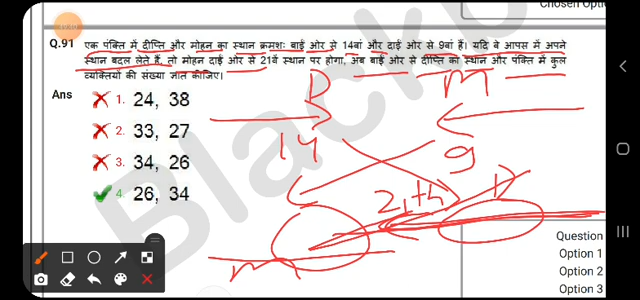 Chosen Option
Q.91 एक पंक्ति में दीप्ति और मोहन का स्थान क्रमशः बाईं ओर से 14वां और दाईं ओर से 9वां है। यदि वे आपस में अपने
स्थान बदल लेते हैं, तो मोहन दाईं ओर से 21वें स्थान पर होगा, अब बाईं ओर से दीप्ति का स्थान और पंक्ति में कुल
व्यक्तियों की संख्या ज्ञात कीजिए।
Ans
1. 24, 38
2. 33, 27
3. 34, 26
4. 26, 34
D m
14 9
21th D
m
Question
Option 1
Option 2
Option 3